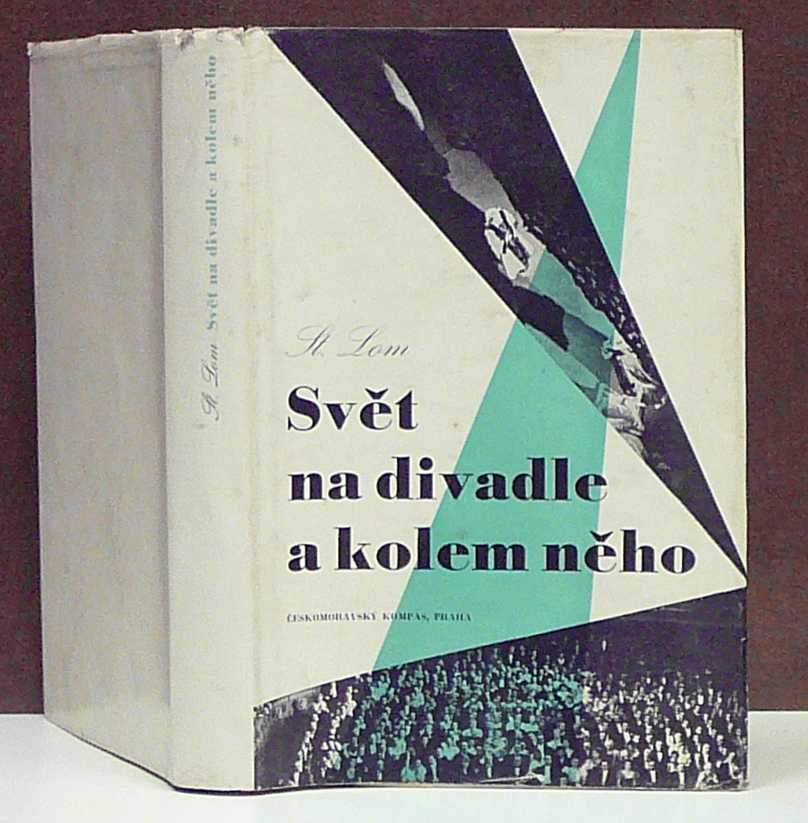 St. Lom Svět na divadle a kolem něho
St. Lom
Svět
na divadle
a kolem něho
ČESKOMORAVSKÝ KOMPAS, PRAHA